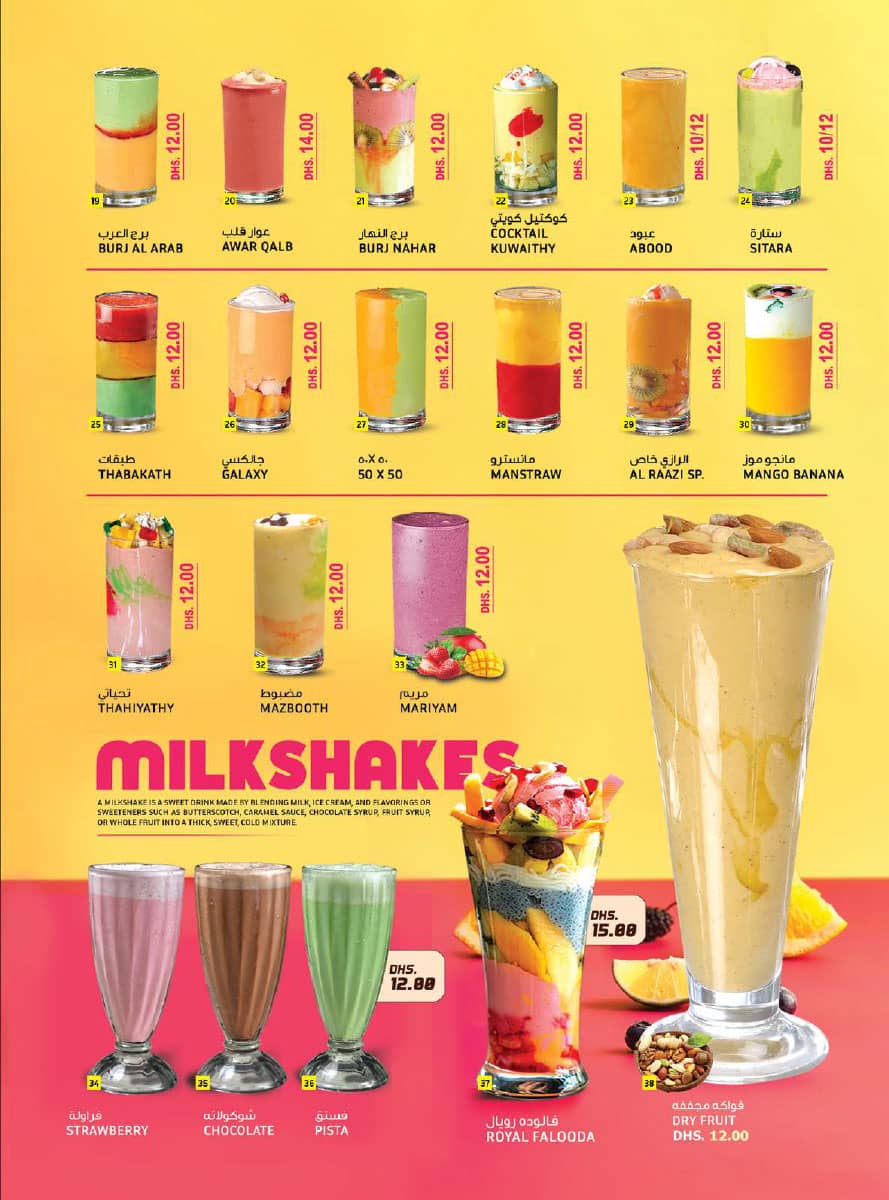 DHS. 12.00
DHS. 14.00
DHS. 12.00
DHS. 12.00
DHS. 10/12
DHS. 10/12
19
20
21
22
23
24
برج العرب
BURJ AL ARAB
عوار قلب
AWAR QALB
برج النهار
BURJ NAHAR
كوكتيل كويتي
COCKTAIL
KUWAITHY
عبود
ABOOD
ستارة
SITARA
DHS. 12.00
DHS. 12.00
DHS. 12.00
DHS. 12.00
DHS. 12.00
DHS. 12.00
25
26
27
28
29
30
طبقات
THABAKATH
جالكسي
GALAXY
٥٠X٥٠
50 X 50
مانسترو
MANSTRAW
الرازي خاص
AL RAAZI SP.
مانجو موز
MANGO BANANA
DHS. 12.00
DHS. 12.00
DHS. 12.00
31
32
33
تحياتي
THAHIYATHY
مضبوط
MAZBOOTH
مريم
MARIYAM
MILKSHAKES
A MILKSHAKE IS A SWEET DRINK MADE BY BLENDING MILK, ICE CREAM, AND FLAVORINGS OR
SWEETENERS SUCH AS BUTTERSCOTCH, CARAMEL SAUCE, CHOCOLATE SYRUP, FRUIT SYRUP,
OR WHOLE FRUIT INTO A THICK, SWEET, COLD MIXTURE.
DHS.
12.00
DHS.
15.00
34
35
36
37
38
فراولة
STRAWBERRY
شوكولاته
CHOCOLATE
فستق
PISTA
فالوده رويال
ROYAL FALOODA
فواكه مجففه
DRY FRUIT
DHS. 12.00